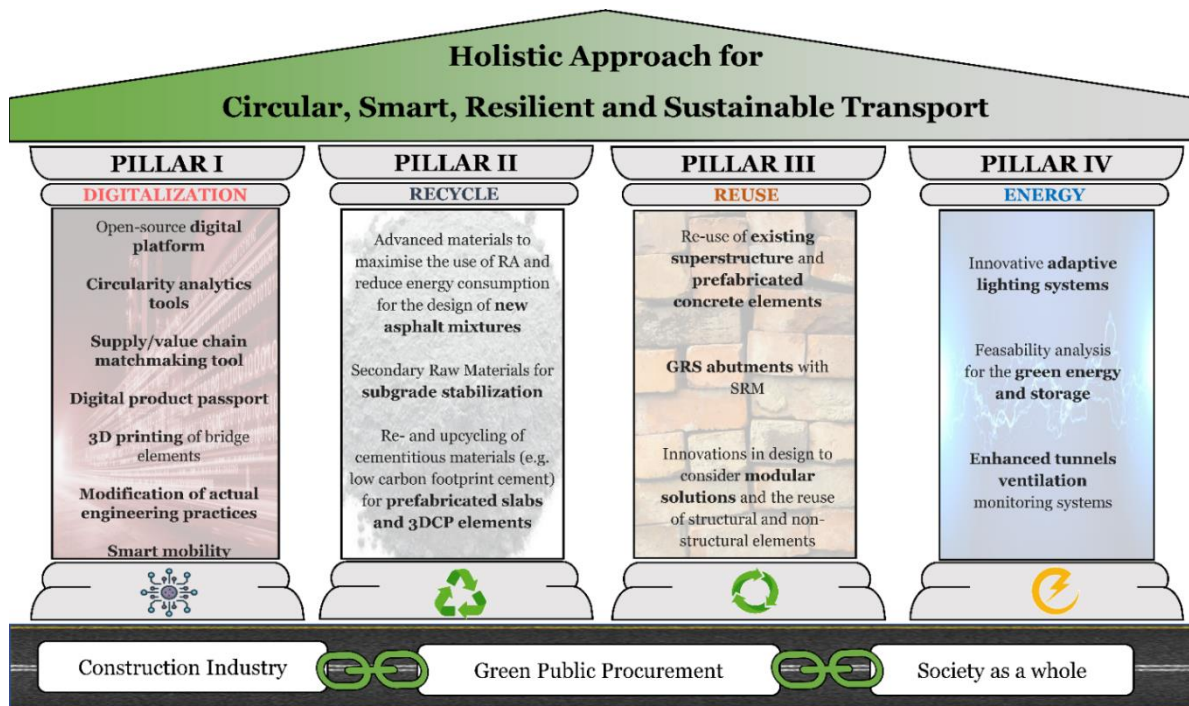 Holistic Approach for
Circular, Smart, Resilient and Sustainable Transport
PILLAR I
DIGITALIZATION
Open-source digital
platform
Circularity analytics
tools
Supply/value chain
matchmaking tool
Digital product passport
3D printing of bridge
elements
Modification of actual
engineering practices
Smart mobility
PILLAR II
RECYCLE
Advanced materials to
maximise the use of RA and
reduce energy consumption
for the design of new
asphalt mixtures
Secondary Raw Materials for
subgrade stabilization
Re- and upcycling of
cementitious materials (e.g.
low carbon footprint cement)
for prefabricated slabs
and 3DCP elements
PILLAR III
REUSE
Re-use of existing
superstructure and
prefabricated
concrete elements
GRS abutments with
SRM
Innovations in design to
consider modular
solutions and the reuse
of structural and non-
structural elements
PILLAR IV
ENERGY
Innovative adaptive
lighting systems
Feasability analysis
for the green energy
and storage
Enhanced tunnels
ventilation
monitoring systems
Construction Industry
Green Public Procurement
Society as a whole